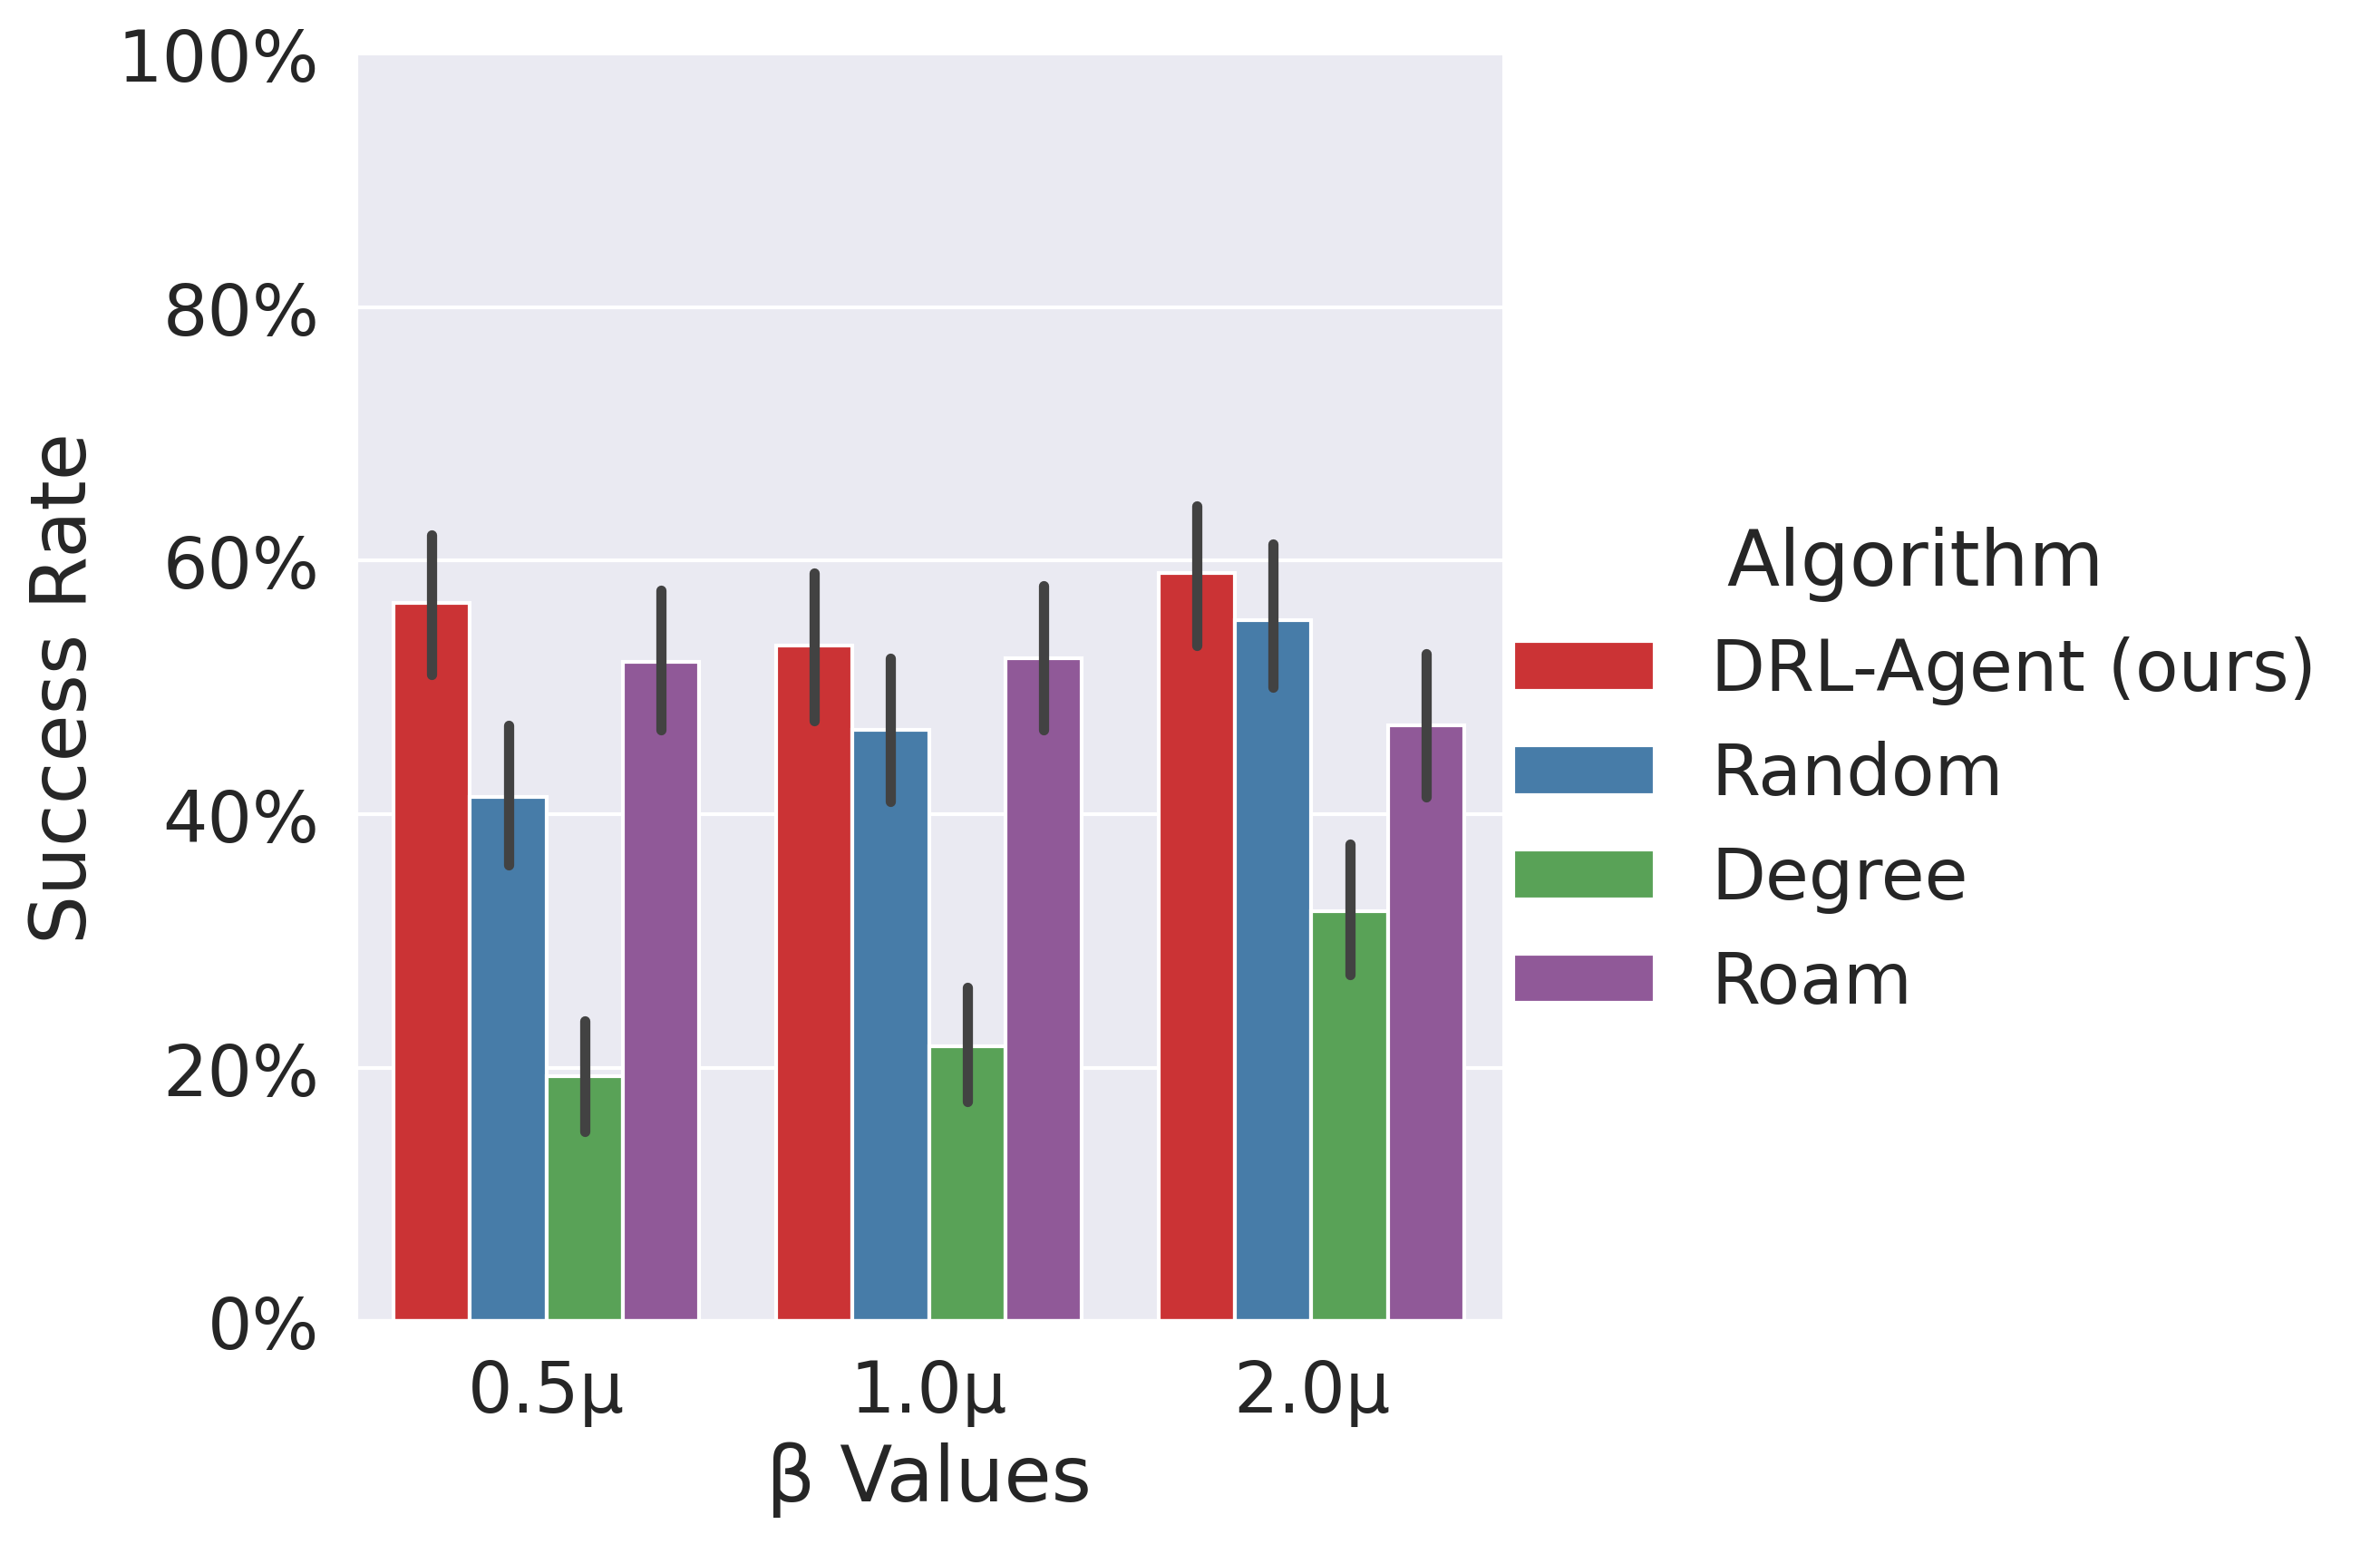 100%
80%
60%
40%
20%
0%
Success Rate
0.5μ
1.0μ
2.0μ
β Values
Algorithm
DRL-Agent (ours)
Random
Degree
Roam